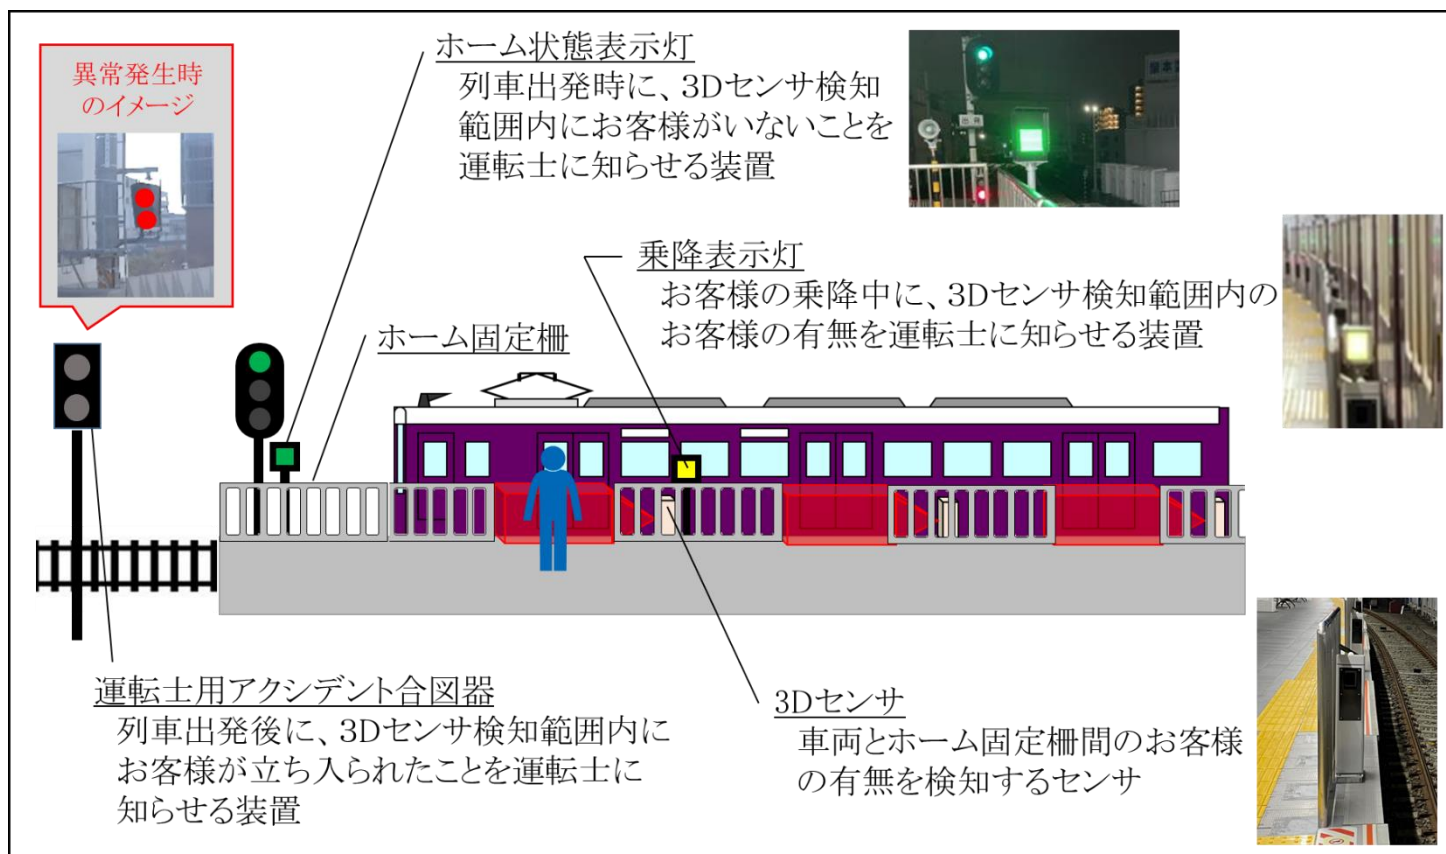 異常発生時
のイメージ
ホーム状態表示灯
列車出発時に、3Dセンサ検知
範囲内にお客様がいないことを
運転士に知らせる装置
乗降表示灯
お客様の乗降中に、3Dセンサ検知範囲内の
お客様の有無を運転士に知らせる装置
ホーム固定柵
運転士用アクシデント合図器
列車出発後に、3Dセンサ検知範囲内に
お客様が立ち入られたことを運転士に
知らせる装置
3Dセンサ
車両とホーム固定柵間のお客様
の有無を検知するセンサ